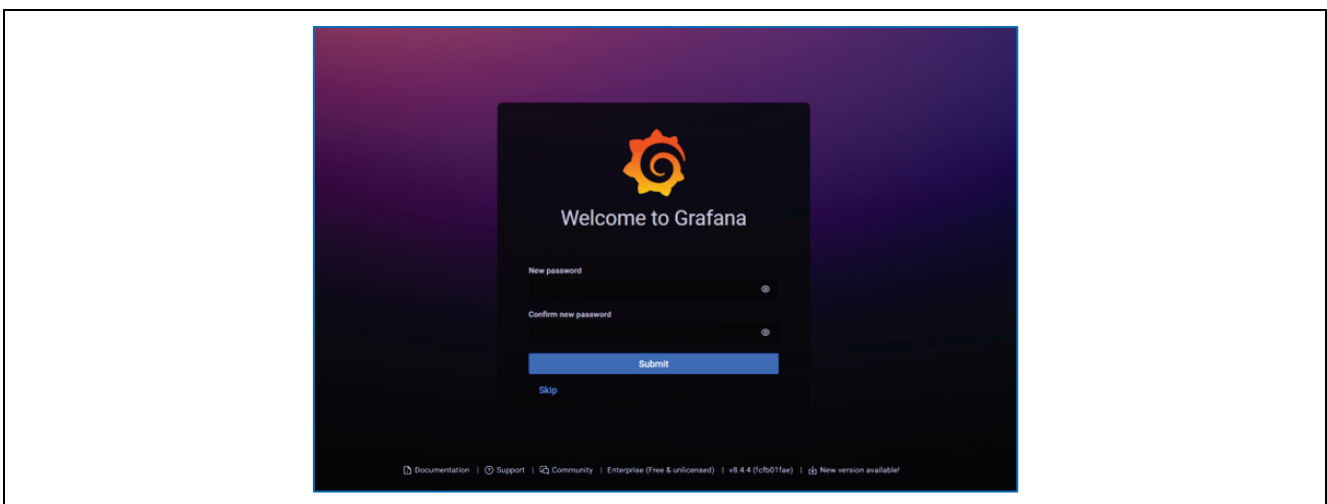 Welcome to Grafana
New password
Confirm new password
Submit
Skip
Documentation | Support | Community | Enterprise (Free & unlicensed) | v8.4.4 (fcfb01fae) | New version available!